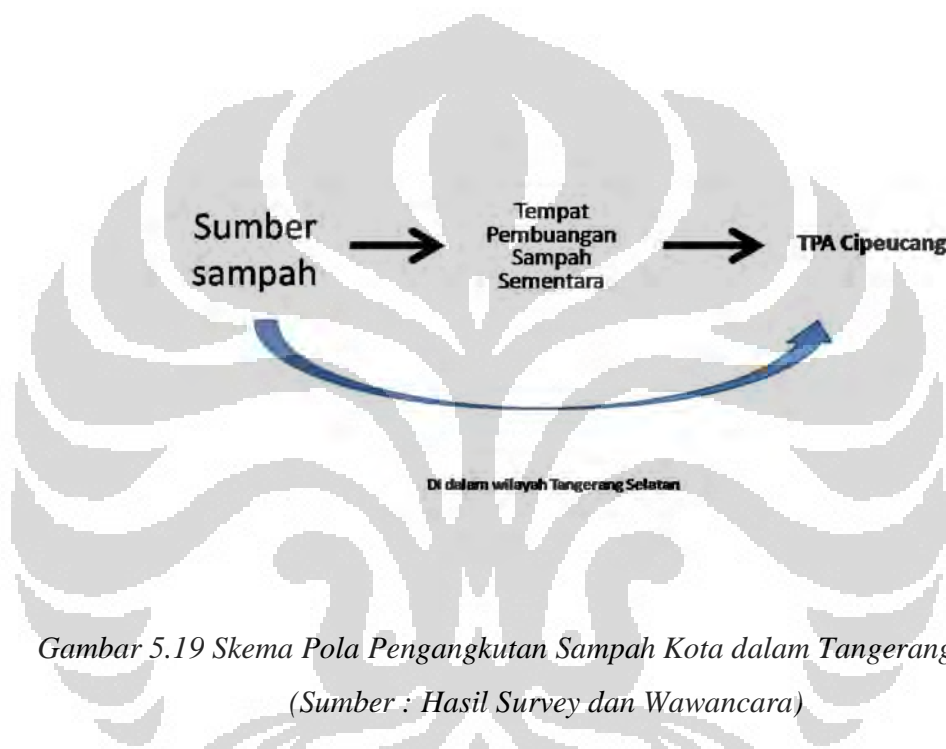 Sumber
sampah
Tempat
Pembuangan
Sampah
Sementara
TPA Cipeucang
Di dalam wilayah Tangerang Selatan
Gambar 5.19 Skema Pola Pengangkutan Sampah Kota dalam Tangerang
(Sumber : Hasil Survey dan Wawancara)